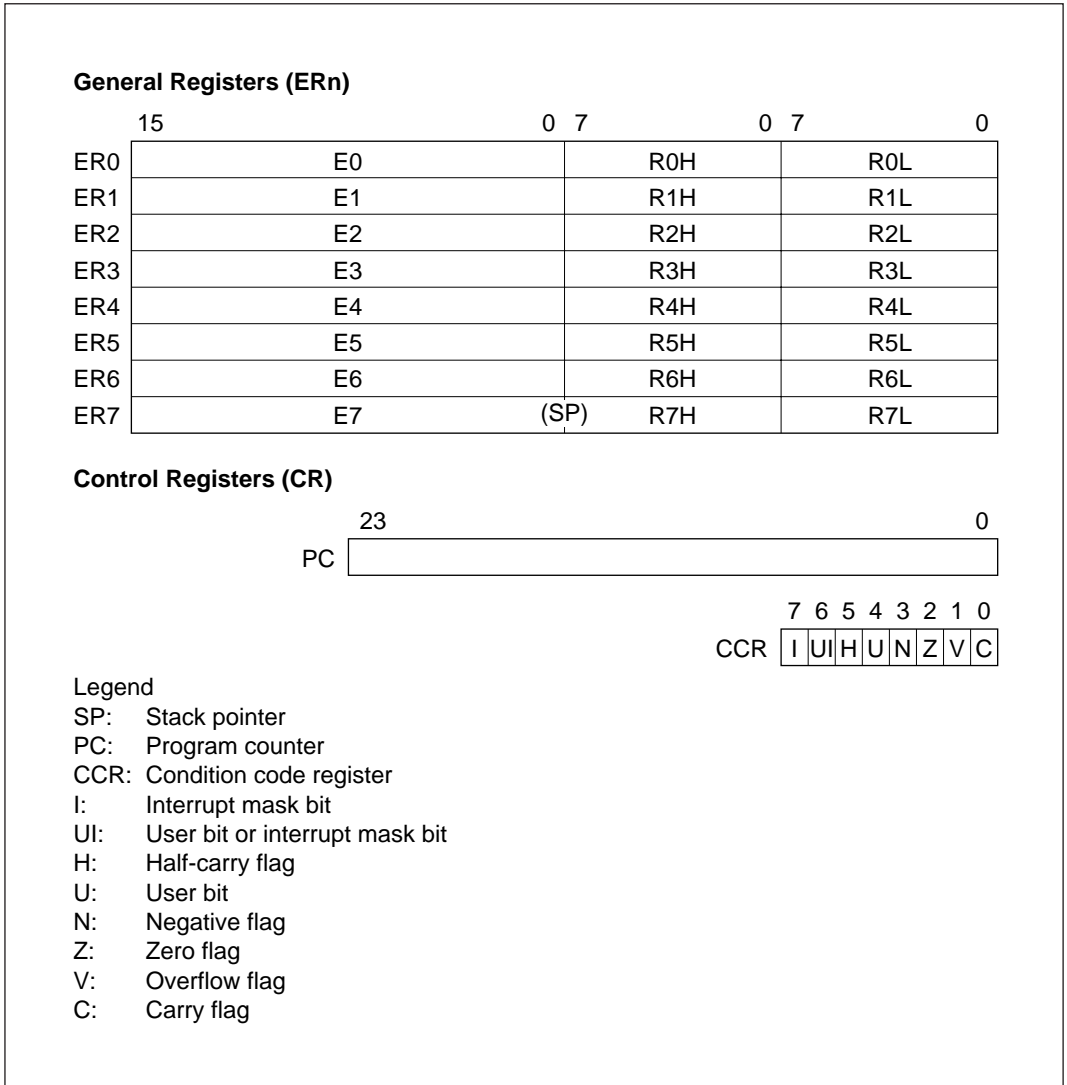 General Registers (ERn)
15 0 7 0 7 0
ER0 E0 R0H R0L
ER1 E1 R1H R1L
ER2 E2 R2H R2L
ER3 E3 R3H R3L
ER4 E4 R4H R4L
ER5 E5 R5H R5L
ER6 E6 R6H R6L
ER7 E7 (SP) R7H R7L
Control Registers (CR)
23 0
PC
7 6 5 4 3 2 1 0
CCR I UI H U N Z V C
Legend
SP: Stack pointer
PC: Program counter
CCR: Condition code register
I: Interrupt mask bit
UI: User bit or interrupt mask bit
H: Half-carry flag
U: User bit
N: Negative flag
Z: Zero flag
V: Overflow flag
C: Carry flag